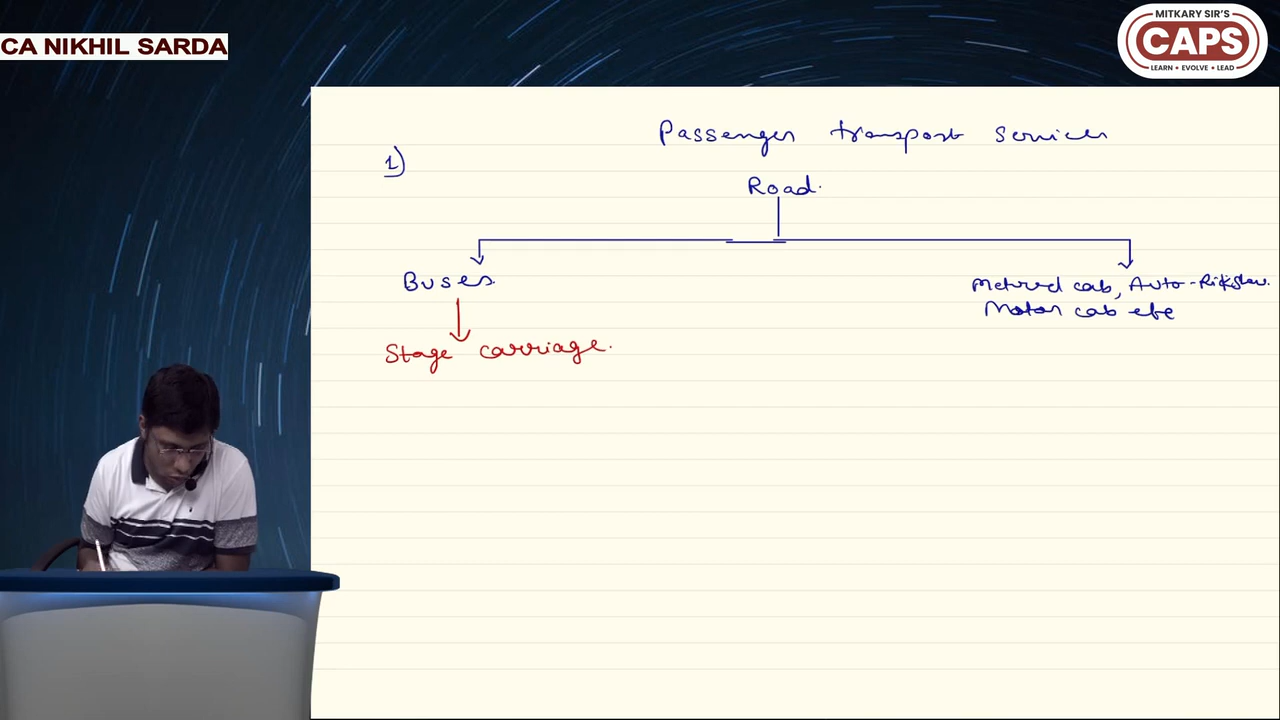 CA NIKHIL SARDA
MITKARY SIR'S
CAPS
LEARN • EVOLVE • LEAD
Passenger transport services
1)
Road.
Buses.
Metered cab, Auto-Rikshaw.
Motor cab etc
Stage carriage.